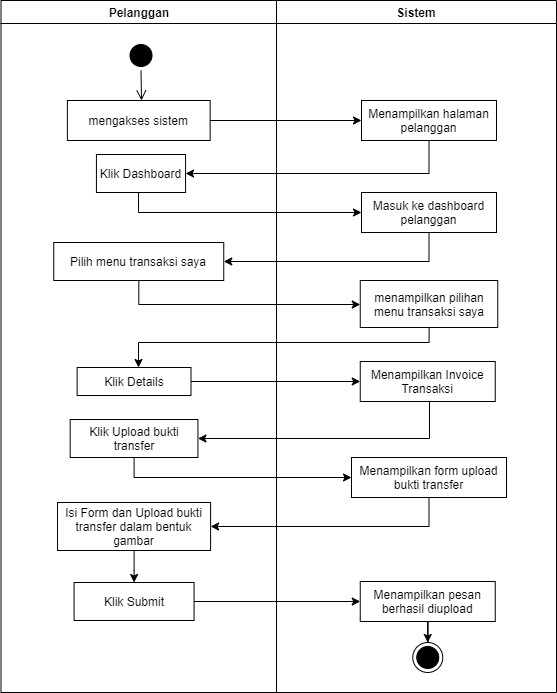 Pelanggan
Sistem
mengakses sistem
Menampilkan halaman
pelanggan
Klik Dashboard
Masuk ke dashboard
pelanggan
Pilih menu transaksi saya
menampilkan pilihan
menu transaksi saya
Klik Details
Menampilkan Invoice
Transaksi
Klik Upload bukti
transfer
Menampilkan form upload
bukti transfer
Isi Form dan Upload bukti
transfer dalam bentuk
gambar
Klik Submit
Menampilkan pesan
berhasil diupload